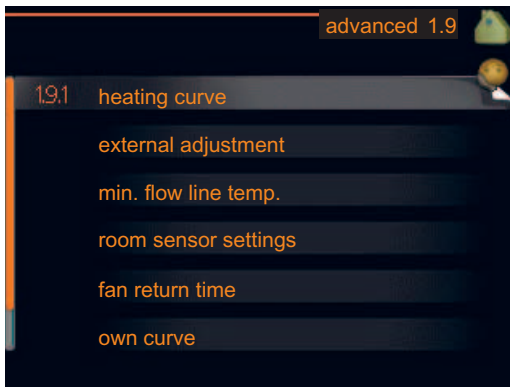 advanced 1.9
1.9.1 heating curve
external adjustment
min. flow line temp.
room sensor settings
fan return time
own curve